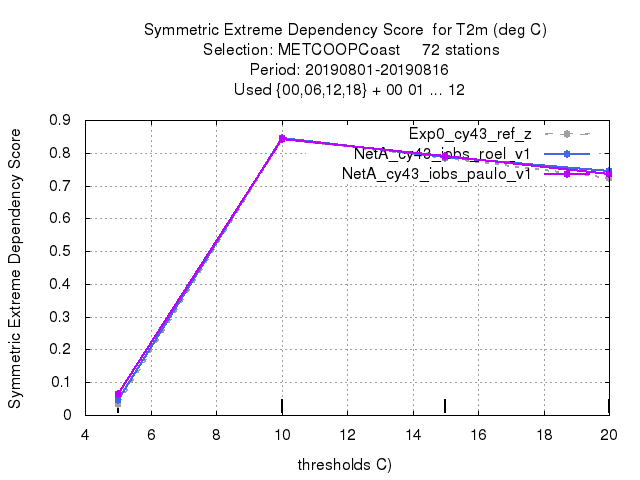 Symmetric Extreme Dependency Score for T2m (deg C)
Selection: METCOOPCoast 72 stations
Period: 20190801-20190816
Used {00,06,12,18} + 00 01 ... 12
Symmetric Extreme Dependency Score
0.9
0.8
0.7
0.6
0.5
0.4
0.3
0.2
0.1
0
Exp0_cy43_ref_z
NetA_cy43_iobs_roel_v1
NetA_cy43_iobs_paulo_v1
4 6 8 10 12 14 16 18 20
thresholds C)